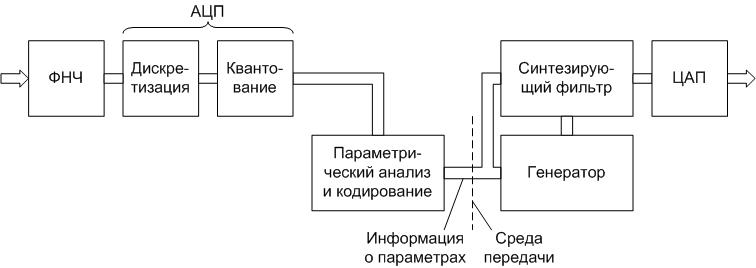 АЦП
ФНЧ
Дискре-
тизация
Кванто-
вание
Синтезирую-
щий фильтр
ЦАП
Параметри-
ческий анализ
и кодирование
Генератор
Информация
о параметрах
Среда
передачи